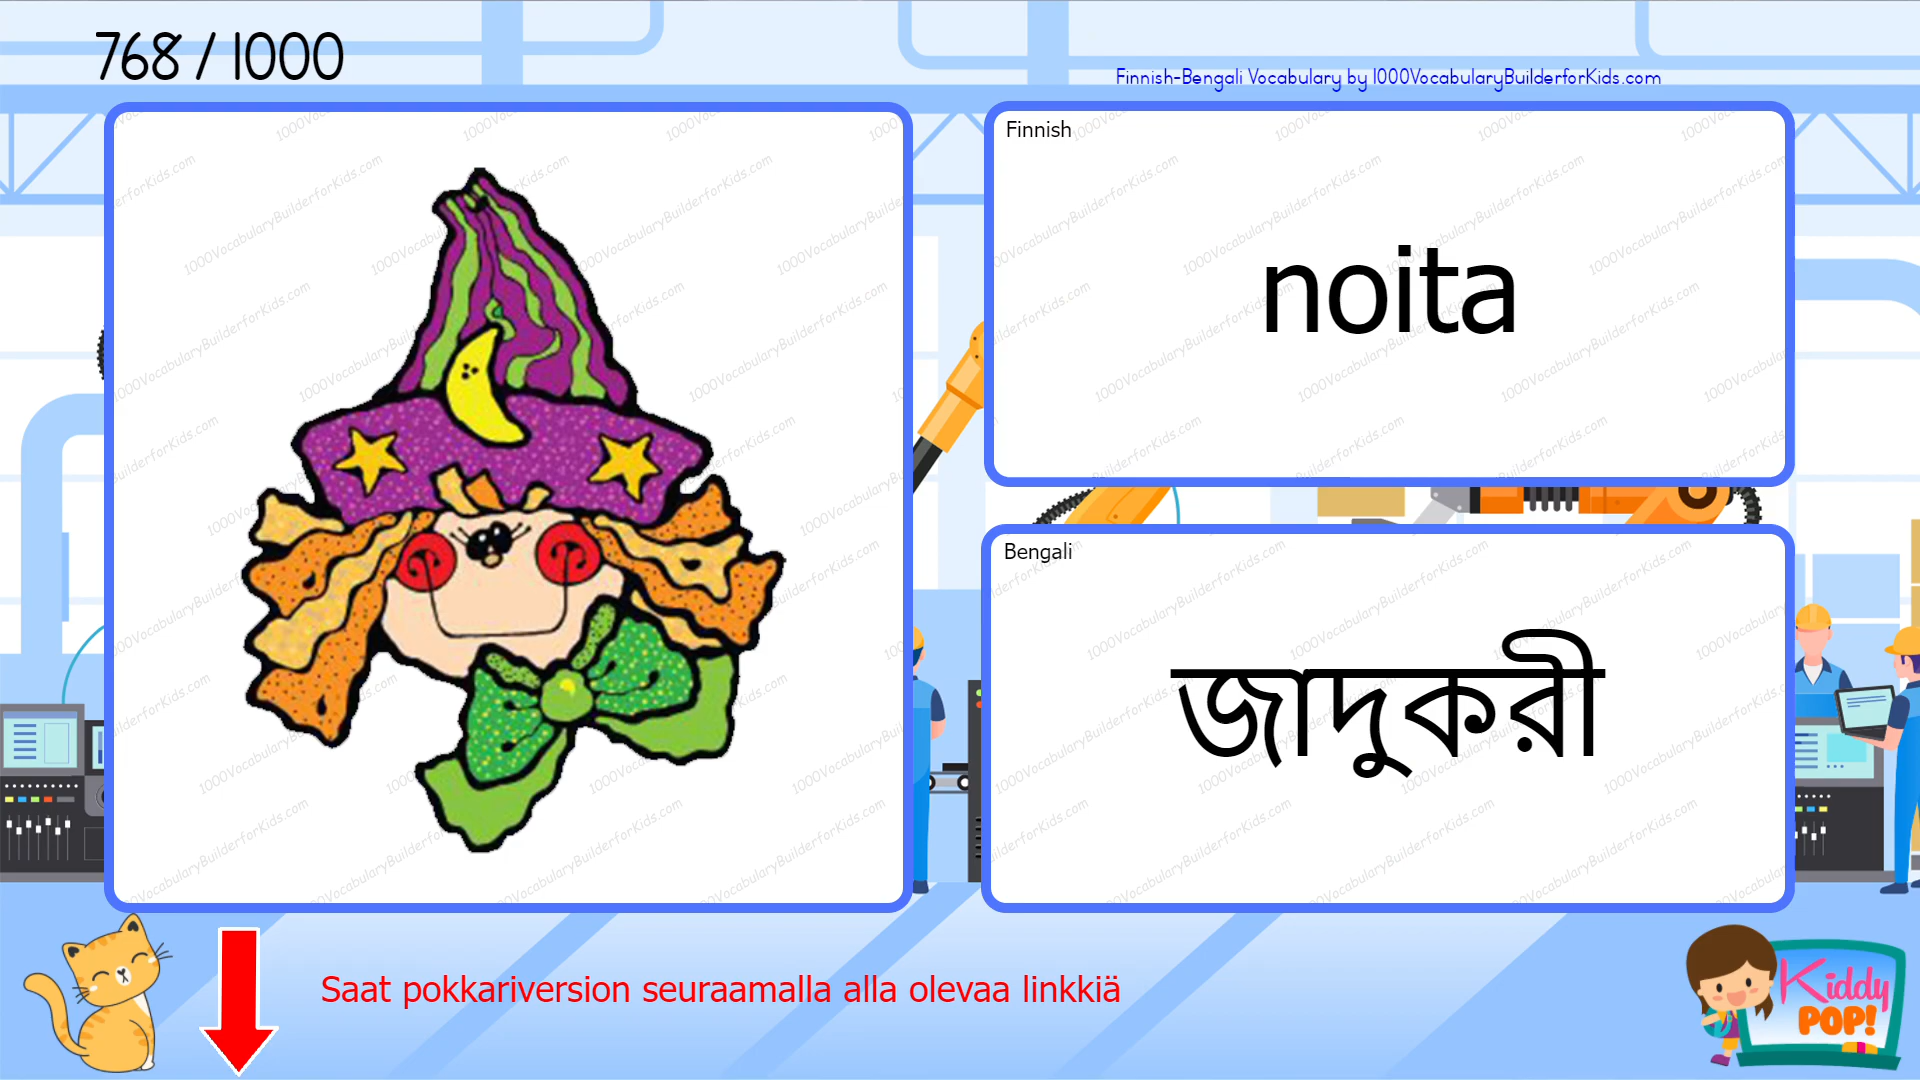 768 / 1000
Finnish-Bengali Vocabulary by 1000VocabularyBuilderforKids.com
Finnish
noita
Bengali
জাদুকরী
Saat pokkariversion seuraamalla alla olevaa linkkiä
Kiddy
POP!